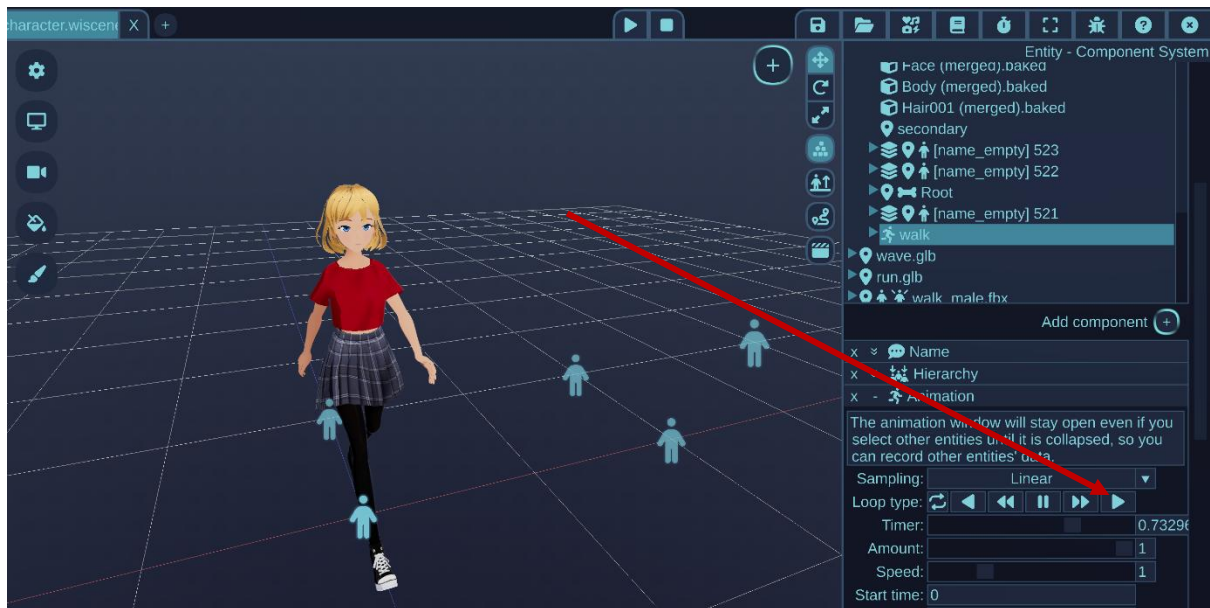 character.wiscene X +
Entity - Component System
Face (merged).baked
Body (merged).baked
Hair001 (merged).baked
secondary
[name_empty] 523
[name_empty] 522
Root
[name_empty] 521
walk
wave.glb
run.glb
walk_male.fbx
Add component +
x Name
x Hierarchy
x - Animation
The animation window will stay open even if you
select other entities until it is collapsed, so you
can record other entities' data.
Sampling: Linear
Loop type:
Timer: 0.73296
Amount: 1
Speed: 1
Start time: 0